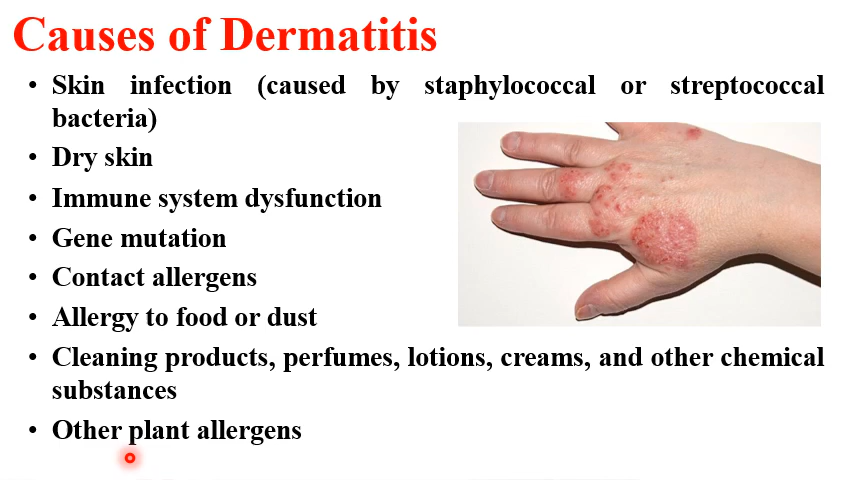 Causes of Dermatitis
• Skin infection (caused by staphylococcal or streptococcal
bacteria)
• Dry skin
• Immune system dysfunction
• Gene mutation
• Contact allergens
• Allergy to food or dust
• Cleaning products, perfumes, lotions, creams, and other chemical
substances
• Other plant allergens